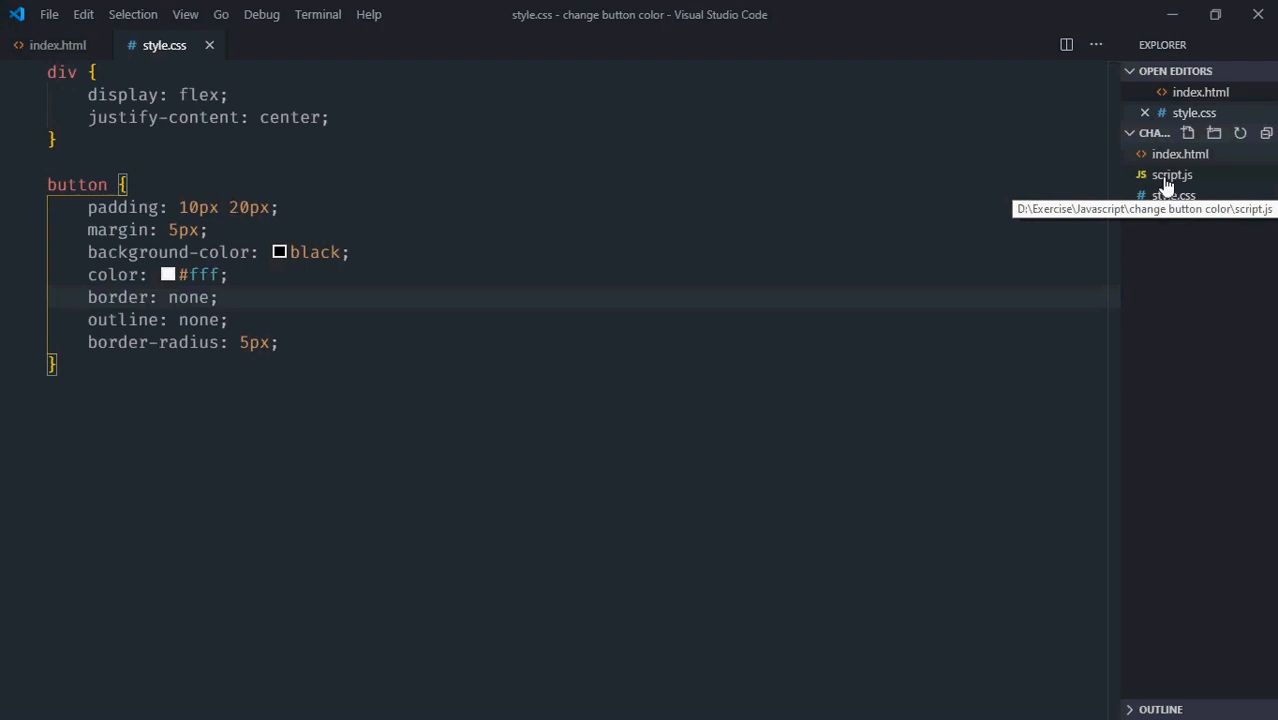 File Edit Selection View Go Debug Terminal Help style.css - change button color - Visual Studio Code
index.html style.css
EXPLORER
div {
display: flex;
justify-content: center;
}
button {
padding: 10px 20px;
margin: 5px;
background-color: black;
color: #fff;
border: none;
outline: none;
border-radius: 5px;
}
OPEN EDITORS
<> index.html
# style.css
CHA...
<> index.html
JS script.js
# style.css
D:\Exercise\Javascript\change button color\script.js
OUTLINE